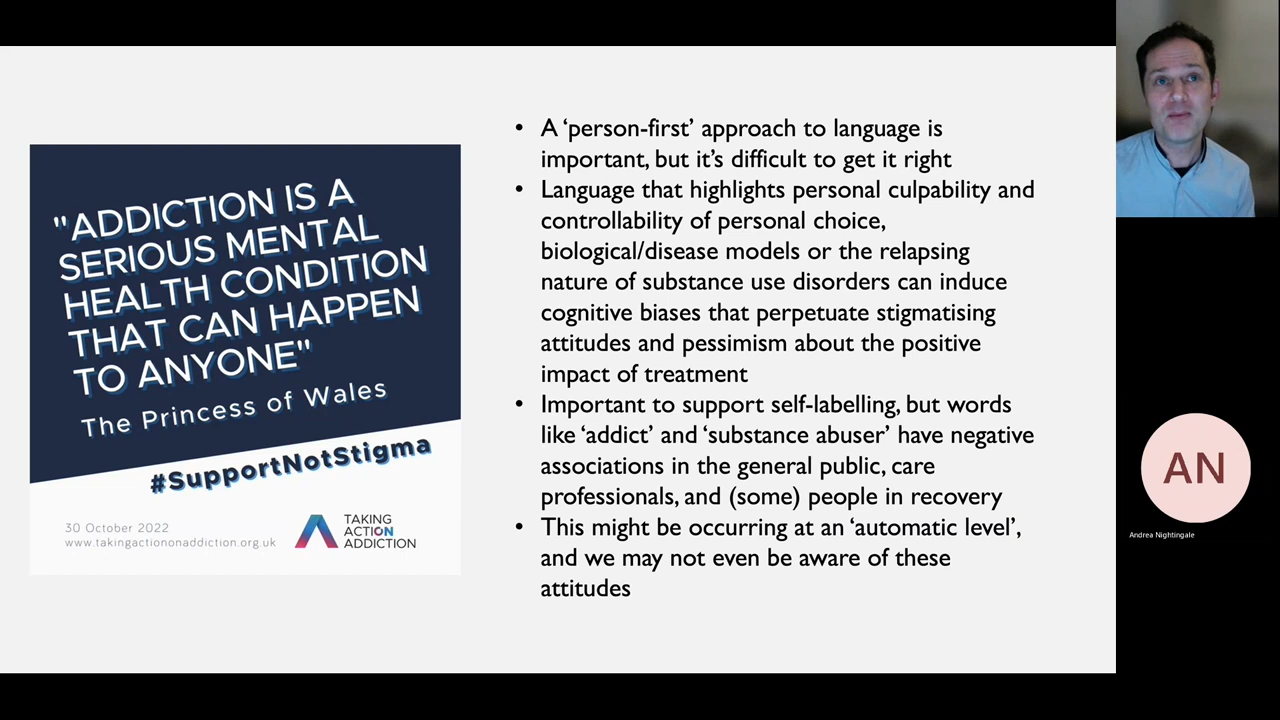 "ADDICTION IS A
SERIOUS MENTAL
HEALTH CONDITION
THAT CAN HAPPEN
TO ANYONE"
The Princess of Wales
#SupportNotStigma
30 October 2022
www.takingactiononaddiction.org.uk
TAKING
ACTION
ADDICTION
• A ‘person-first’ approach to language is
important, but it’s difficult to get it right
• Language that highlights personal culpability and
controllability of personal choice,
biological/disease models or the relapsing
nature of substance use disorders can induce
cognitive biases that perpetuate stigmatising
attitudes and pessimism about the positive
impact of treatment
• Important to support self-labelling, but words
like ‘addict’ and ‘substance abuser’ have negative
associations in the general public, care
professionals, and (some) people in recovery
• This might be occurring at an ‘automatic level’,
and we may not even be aware of these
attitudes
AN
Andrea Nightingale